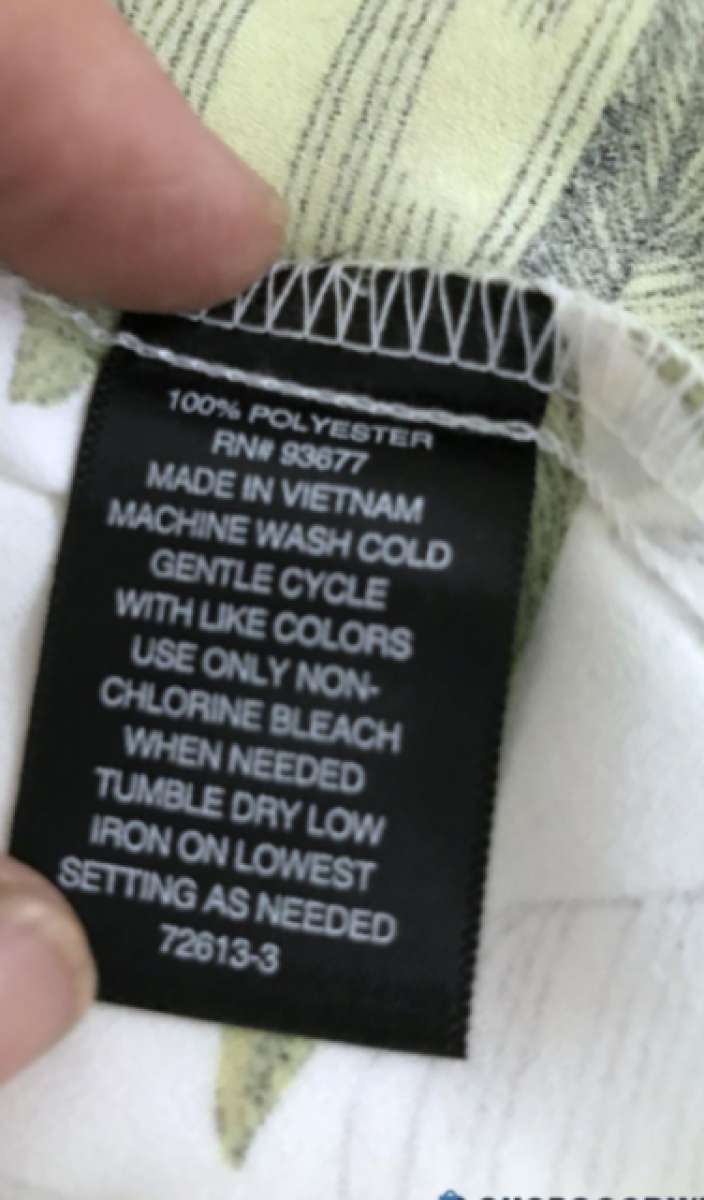 100% POLYESTER
RN# 93677
MADE IN VIETNAM
MACHINE WASH COLD
GENTLE CYCLE
WITH LIKE COLORS
USE ONLY NON-
CHLORINE BLEACH
WHEN NEEDED
TUMBLE DRY LOW
IRON ON LOWEST
SETTING AS NEEDED
72613-3